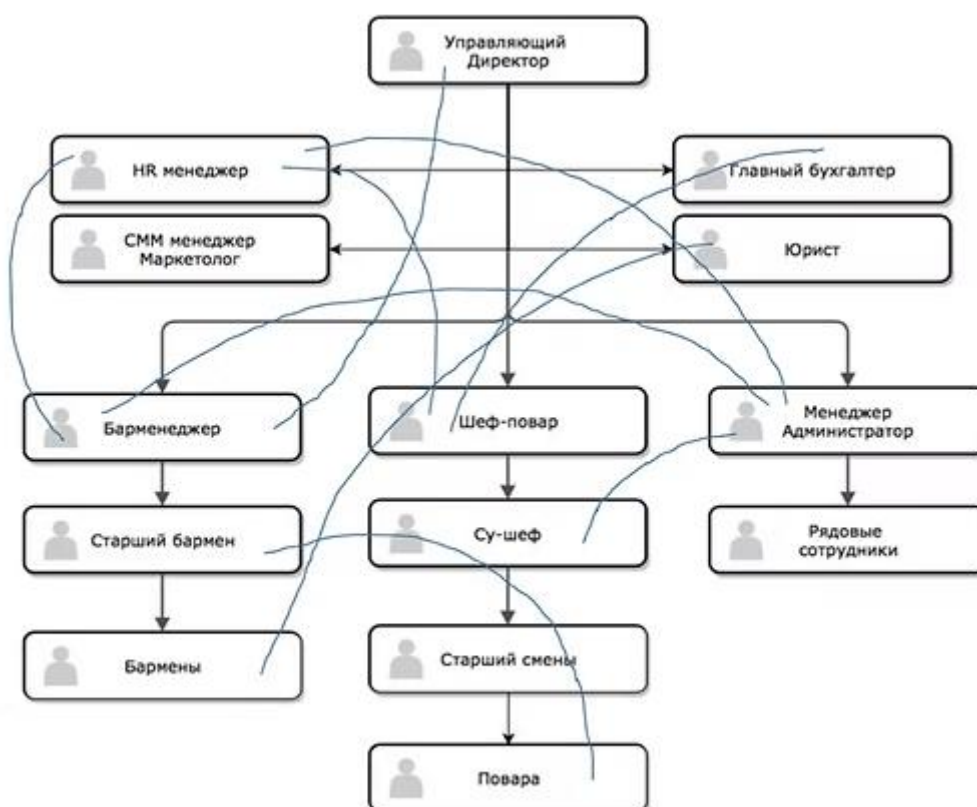 Управляющий
Директор
HR менеджер
Главный бухгалтер
СММ менеджер
Маркетолог
Юрист
Барменеджер
Шеф-повар
Менеджер
Администратор
Старший бармен
Су-шеф
Рядовые
сотрудники
Бармены
Старший смены
Повара